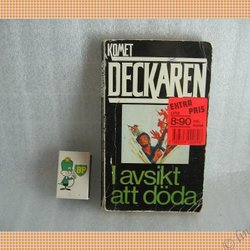 KOMET
DECKAREN
EXTRA
PRIS
8:90
I avsikt
att döda
BP